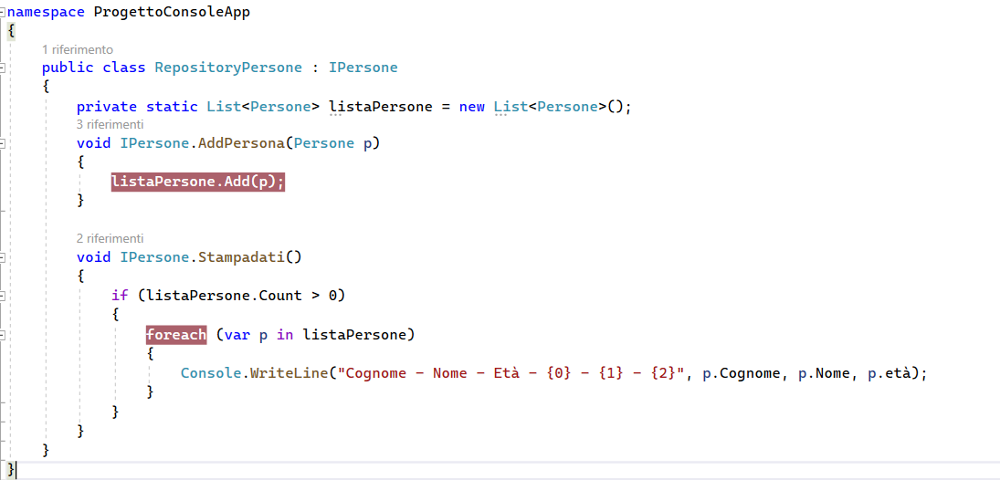 namespace ProgettoConsoleApp
{
1 riferimento
public class RepositoryPersone : IPersone
{
private static List<Persone> listaPersone = new List<Persone>();
3 riferimenti
void IPersone.AddPersona(Persone p)
{
listaPersone.Add(p);
}
2 riferimenti
void IPersone.Stampadati()
{
if (listaPersone.Count > 0)
{
foreach (var p in listaPersone)
{
Console.WriteLine("Cognome - Nome - Età - {0} - {1} - {2}", p.Cognome, p.Nome, p.età);
}
}
}
}
}